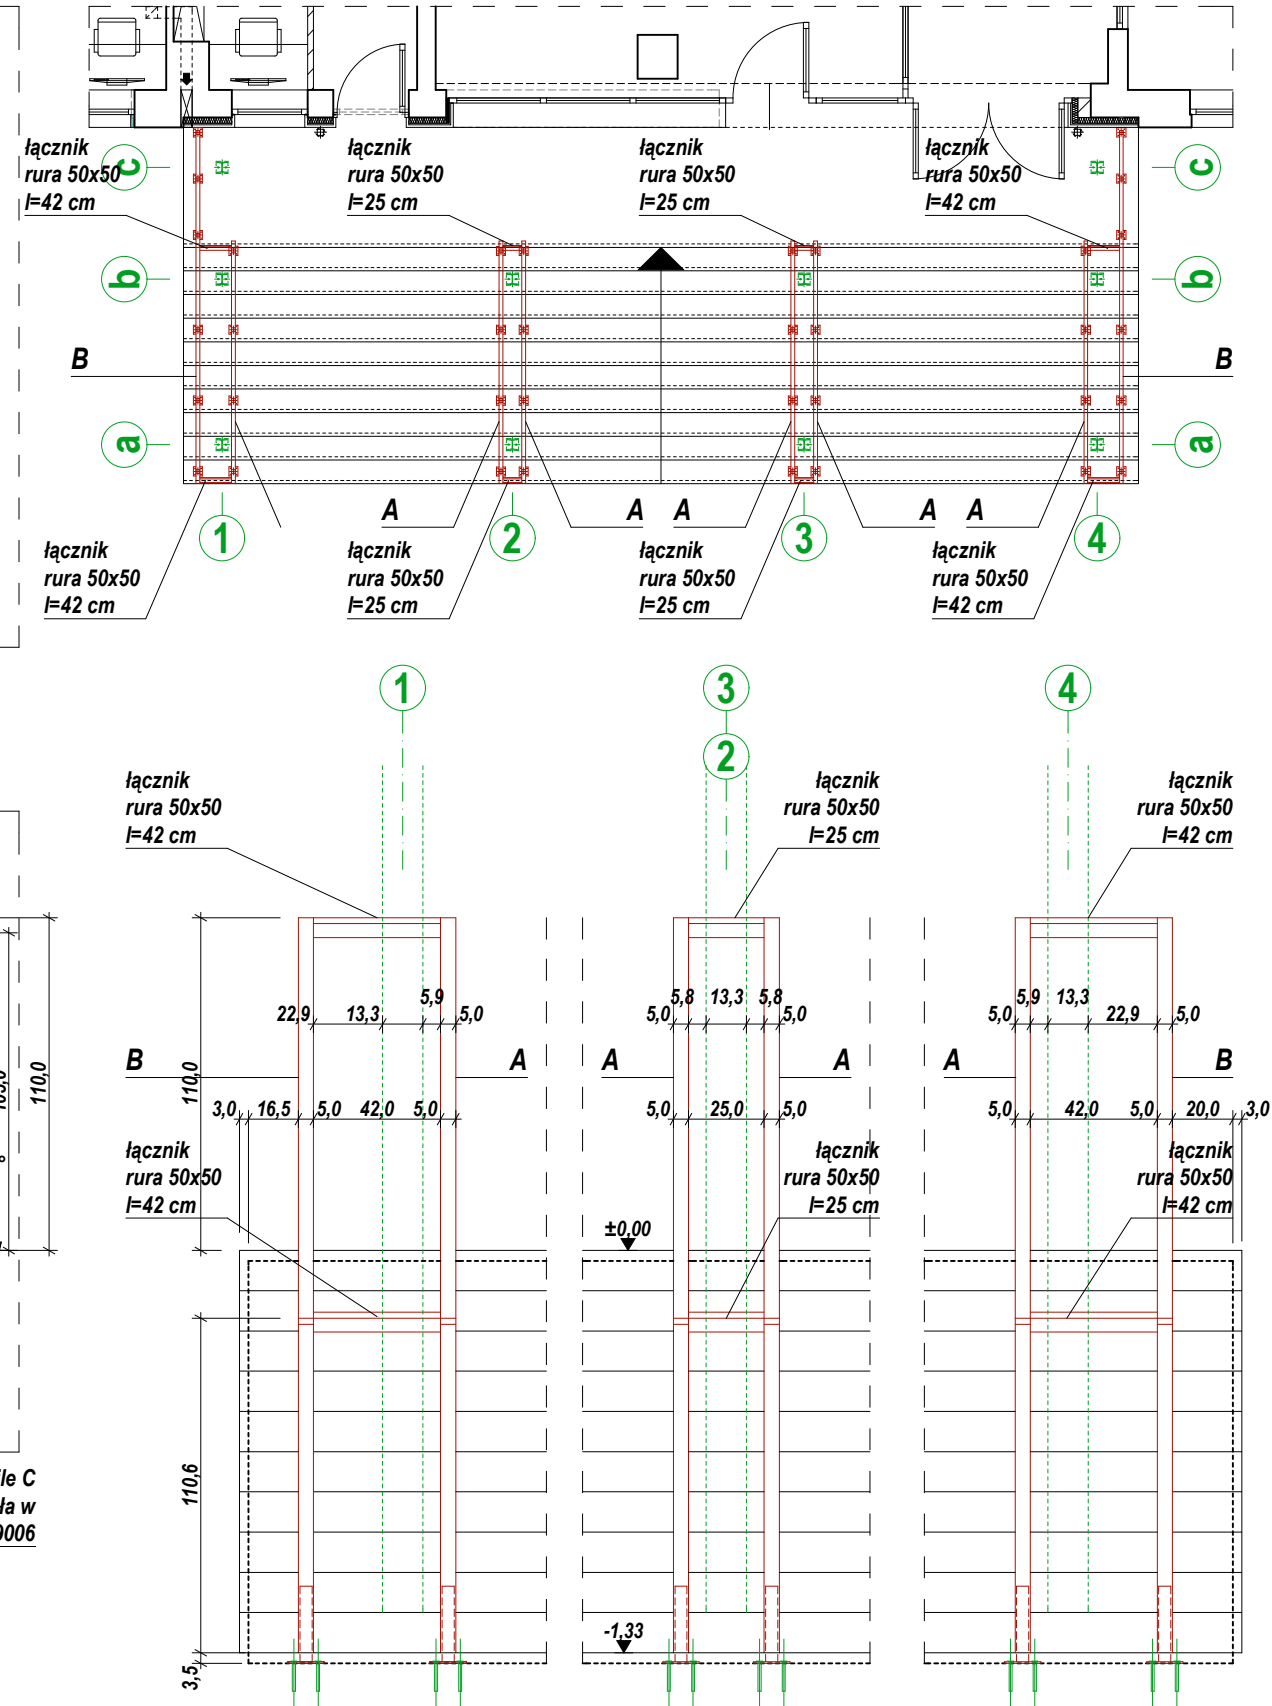 łącznik
rura 50x50
l=42 cm
łącznik
rura 50x50
l=25 cm
łącznik
rura 50x50
l=25 cm
łącznik
rura 50x50
l=42 cm
c
c
b
b
B
B
a
a
A
A
A
A
A
1
2
3
4
łącznik
rura 50x50
l=42 cm
łącznik
rura 50x50
l=25 cm
łącznik
rura 50x50
l=25 cm
łącznik
rura 50x50
l=42 cm
1
3
2
4
łącznik
rura 50x50
l=42 cm
łącznik
rura 50x50
l=25 cm
łącznik
rura 50x50
l=42 cm
22,9
13,3
5,9
5,0
5,0
5,8
13,3
5,8
5,0
5,0
5,9
13,3
22,9
5,0
110,0
110,0
B
A
A
A
A
B
3,0
16,5
5,0
42,0
5,0
5,0
25,0
5,0
5,0
42,0
5,0
20,0
3,0
łącznik
rura 50x50
l=42 cm
łącznik
rura 50x50
l=25 cm
łącznik
rura 50x50
l=42 cm
±0,00
110,6
-1,33
3,5
ile C
ła w
9006